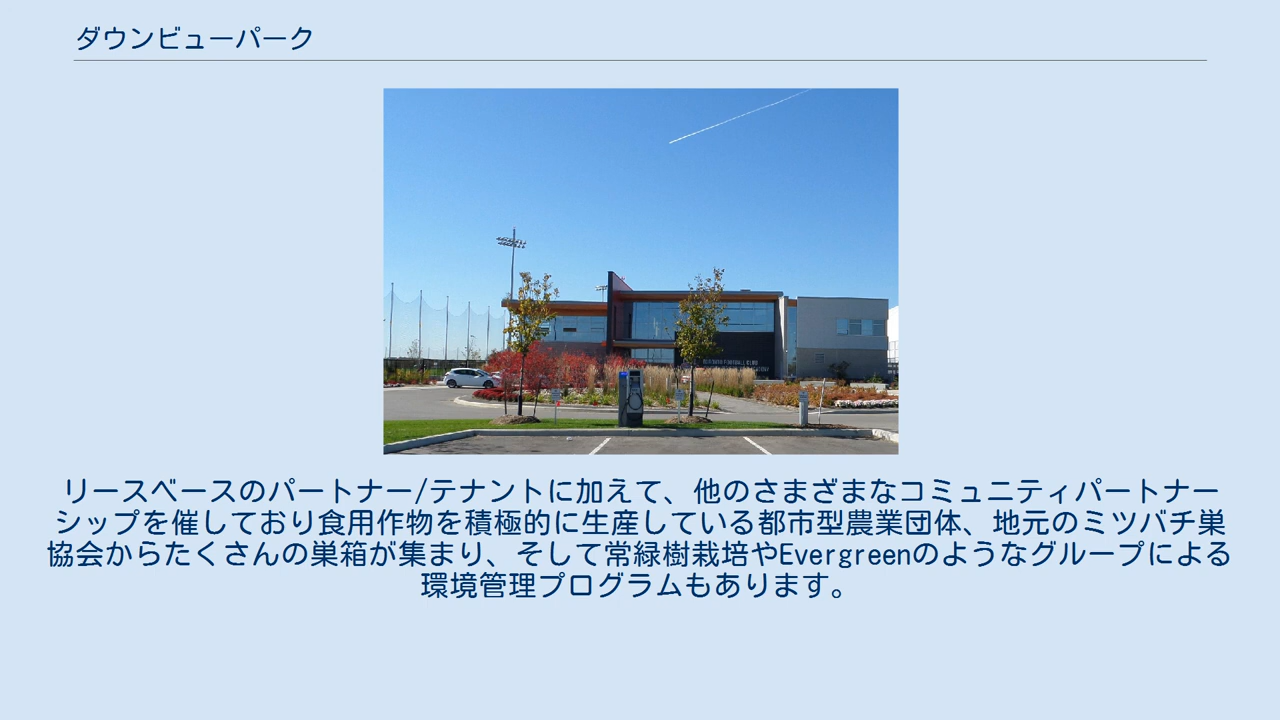 ダウンビューパーク
FOOTBALL CLUB
リースベースのパートナー/テナントに加えて、他のさまざまなコミュニティパートナー
シップを催しており食用作物を積極的に生産している都市型農業団体、地元のミツバチ巣
協会からたくさんの巣箱が集まり、そして常緑樹栽培やEvergreenのようなグループによる
環境管理プログラムもあります。